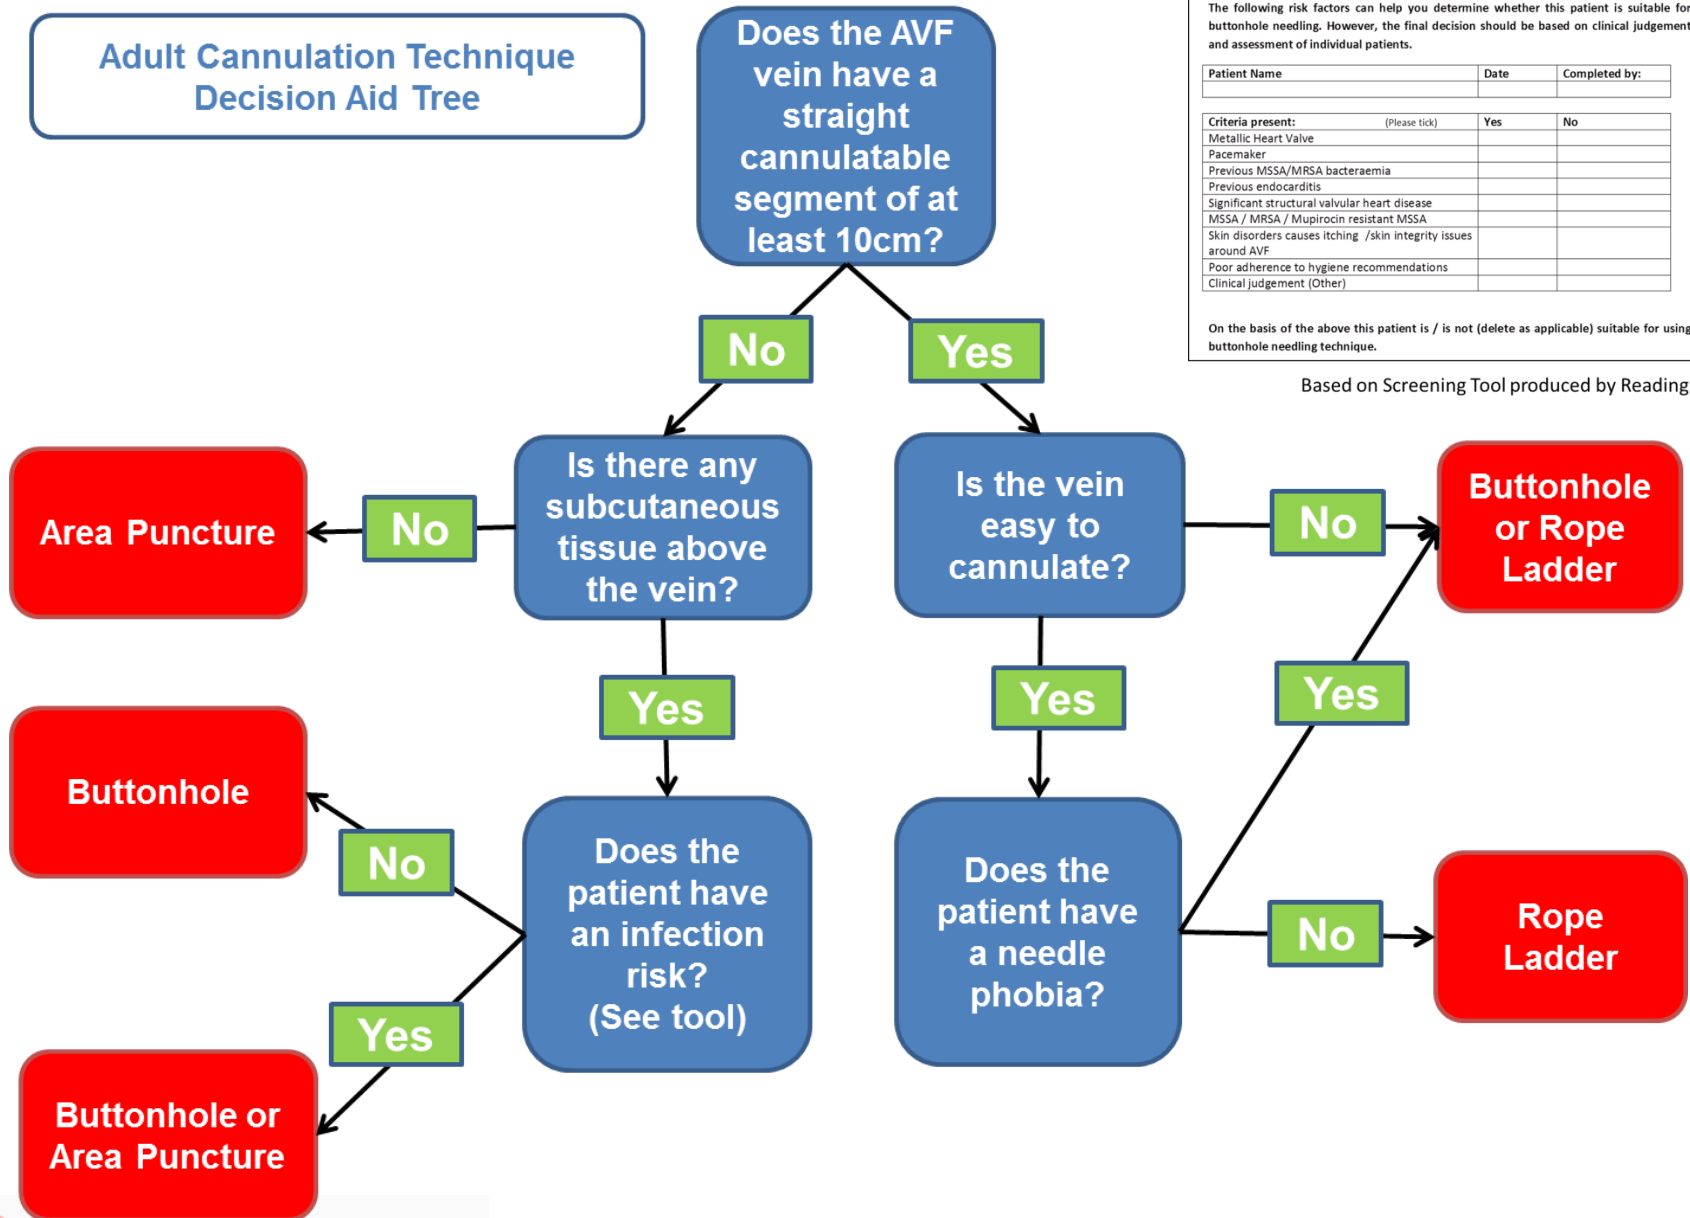 Adult Cannulation Technique
Decision Aid Tree
Does the AVF
vein have a
straight
cannulatable
segment of at
least 10cm?
The following risk factors can help you determine whether this patient is suitable for
buttonhole needling. However, the final decision should be based on clinical judgement
and assessment of individual patients.
Patient Name Date Completed by:
Criteria present: (Please tick) Yes No
Metallic Heart Valve
Pacemaker
Previous MSSA/MRSA bacteraemia
Previous endocarditis
Significant structural valvular heart disease
MSSA / MRSA / Mupirocin resistant MSSA
Skin disorders causes itching /skin integrity issues
around AVF
Poor adherence to hygiene recommendations
Clinical judgement (Other)
On the basis of the above this patient is / is not (delete as applicable) suitable for using
buttonhole needling technique.
Based on Screening Tool produced by Reading
No
Yes
Area Puncture
No
Is there any
subcutaneous
tissue above
the vein?
Is the vein
easy to
cannulate?
No
Buttonhole
or Rope
Ladder
Yes
Yes
Yes
Buttonhole
No
Does the
patient have
an infection
risk?
(See tool)
Does the
patient have
a needle
phobia?
No
Rope
Ladder
Yes
Buttonhole or
Area Puncture